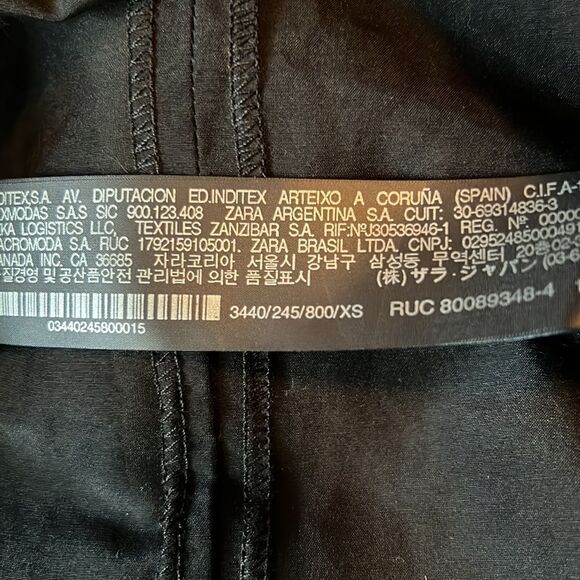 INDITEX,S.A. AV. DIPUTACION ED.INDITEX ARTEIXO A CORUÑA (SPAIN) C.I.F.A-
XMODAS S.A.S SIC 900.123.408 ZARA ARGENTINA S.A. CUIT: 30-69314836-3
KA LOGISTICS LLC, TEXTILES ZANZIBAR S.A. RIF:NºJ30536946-1 REG. Nº
ACROMODA S.A. RUC 1792159105001. ZARA BRASIL LTDA. CNPJ:
ANADA INC. CA 36685 자라코리아 서울시 강남구 삼성동 무역센터
질경영 및 공산품안전 관리법에 의한 품질표시 (株) ザラ・ジャパン (03-6
3440/245/800/XS RUC 80089348-4
03440245800015